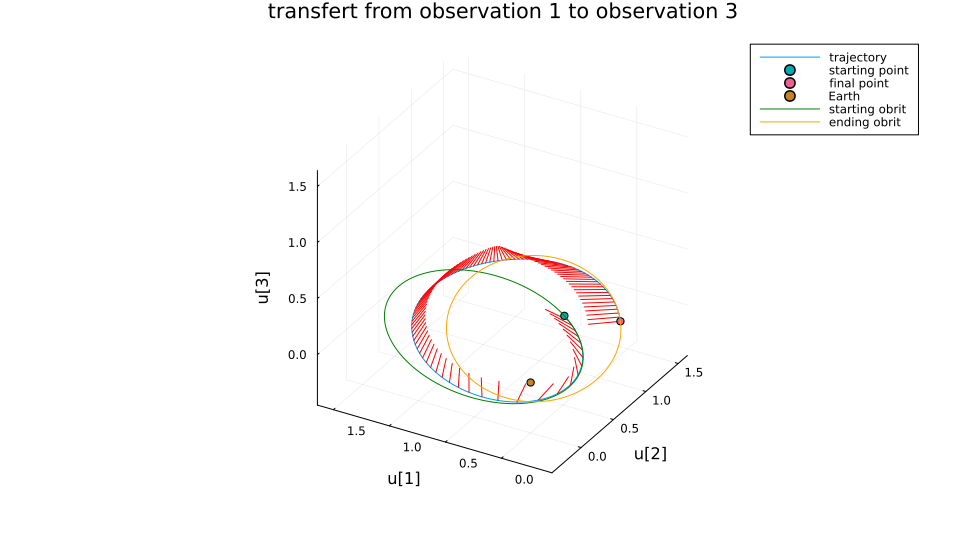 transfert from observation 1 to observation 3
trajectory
starting point
final point
Earth
starting obrit
ending obrit
u[3]
1.5
1.0
0.5
0.0
1.5
1.0
0.5
0.0
u[1]
0.0
0.5
1.0
1.5
u[2]